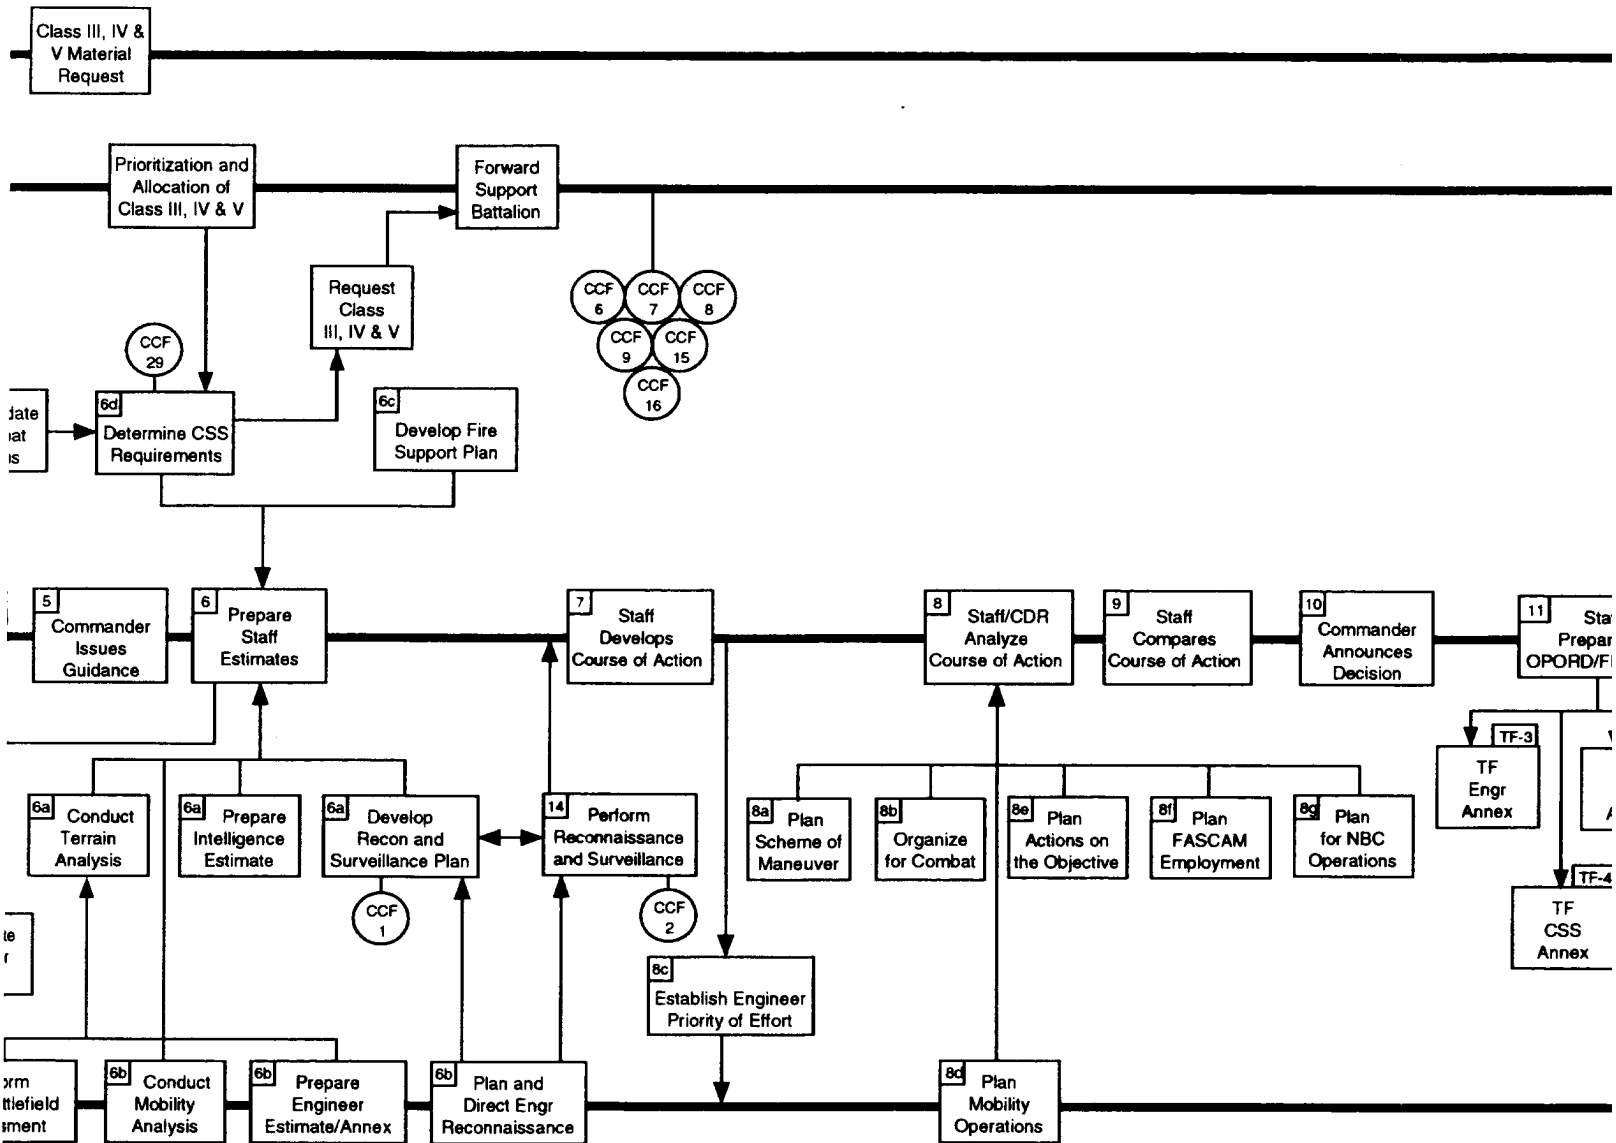 Class III, IV &
V Material
Request
Prioritization and
Allocation of
Class III, IV & V
Forward
Support
Battalion
Request
Class
III, IV & V
CCF
6
CCF
7
CCF
8
CCF
9
CCF
15
CCF
16
CCF
29
6d
Determine CSS
Requirements
6c
Develop Fire
Support Plan
5
Commander
Issues
Guidance
6
Prepare
Staff
Estimates
7
Staff
Develops
Course of Action
8
Staff/CDR
Analyze
Course of Action
9
Staff
Compares
Course of Action
10
Commander
Announces
Decision
11
OPORD/
TF-3
TF
Engr
Annex
TF-4
TF
CSS
Annex
6a
Conduct
Terrain
Analysis
6a
Prepare
Intelligence
Estimate
6a
Develop
Recon and
Surveillance Plan
14
Perform
Reconnaissance
and Surveillance
CCF
1
CCF
2
8a
Plan
Scheme of
Maneuver
8b
Organize
for Combat
8e
Plan
Actions on
the Objective
8f
Plan
FASCAM
Employment
8g
Plan
for NBC
Operations
8c
Establish Engineer
Priority of Effort
6b
Conduct
Mobility
Analysis
6b
Prepare
Engineer
Estimate/Annex
6b
Plan and
Direct Engr
Reconnaissance
8d
Plan
Mobility
Operations